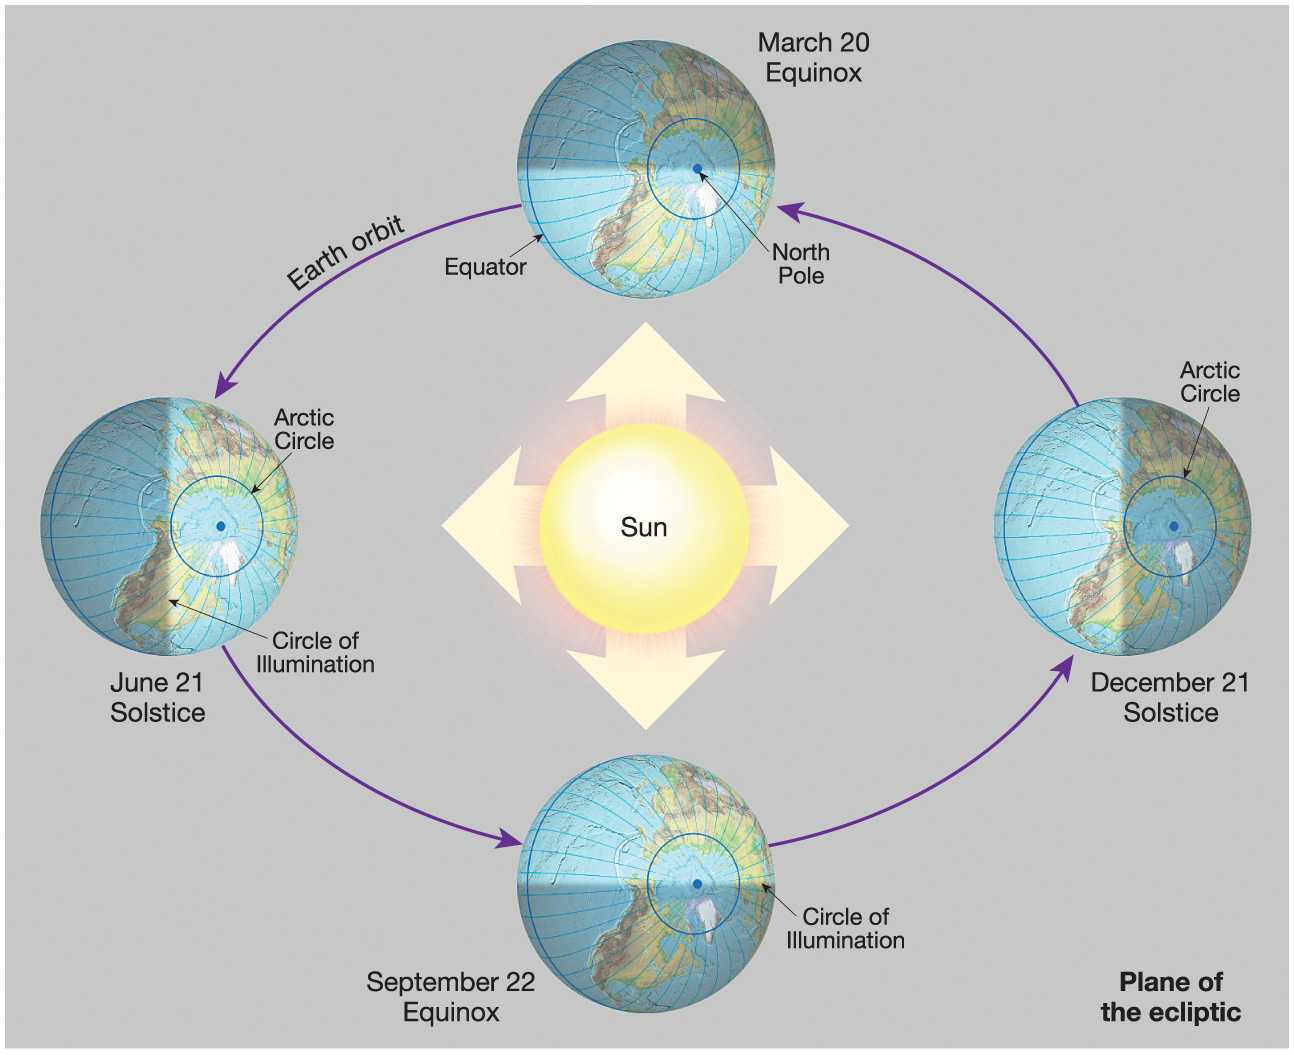 March 20
Equinox
Earth orbit
Equator
North
Pole
Arctic
Circle
Arctic
Circle
Sun
Circle of
Illumination
June 21
Solstice
December 21
Solstice
Circle of
Illumination
September 22
Equinox
Plane of
the ecliptic